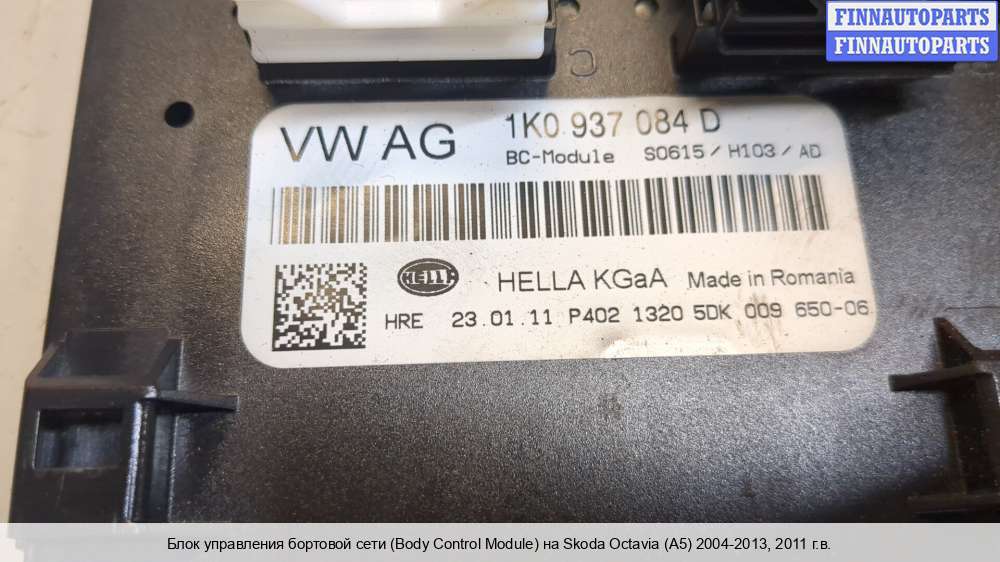 FINNAUTOPARTS
FINNAUTOPARTS
C
VW AG
1K0 937 084 D
BC-Module S0615 / H103 / AD
HELLA
HELLA KGaA Made in Romania
HRE 23.01.11 P402 1320 5DK 009 650-06
Блок управления бортовой сети (Body Control Module) на Skoda Octavia (A5) 2004-2013, 2011 г.в.